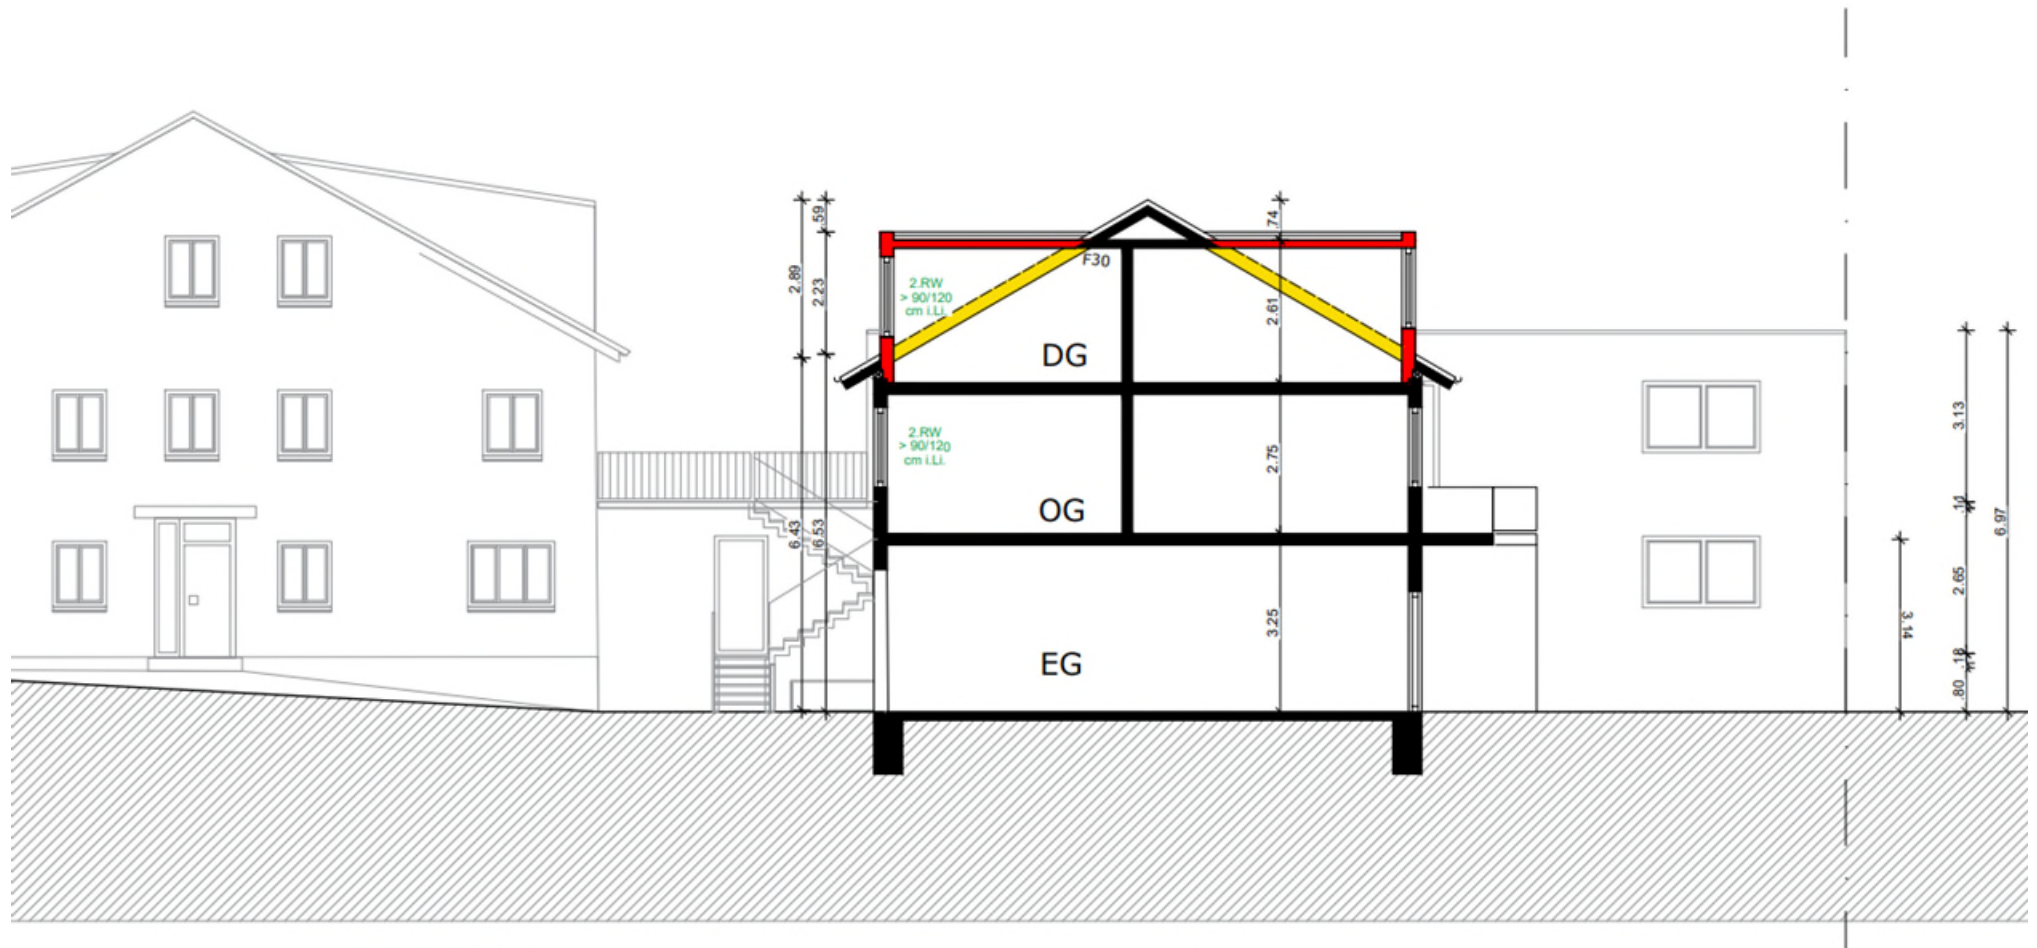 .59
.74
2.89
2.23
F30
2.RW
> 90/120
cm i.Li.
2.61
DG
2.RW
> 90/120
cm i.Li.
2.75
OG
3.13
.10
6.97
6.43
6.53
2.65
3.25
3.14
EG
.18
.80